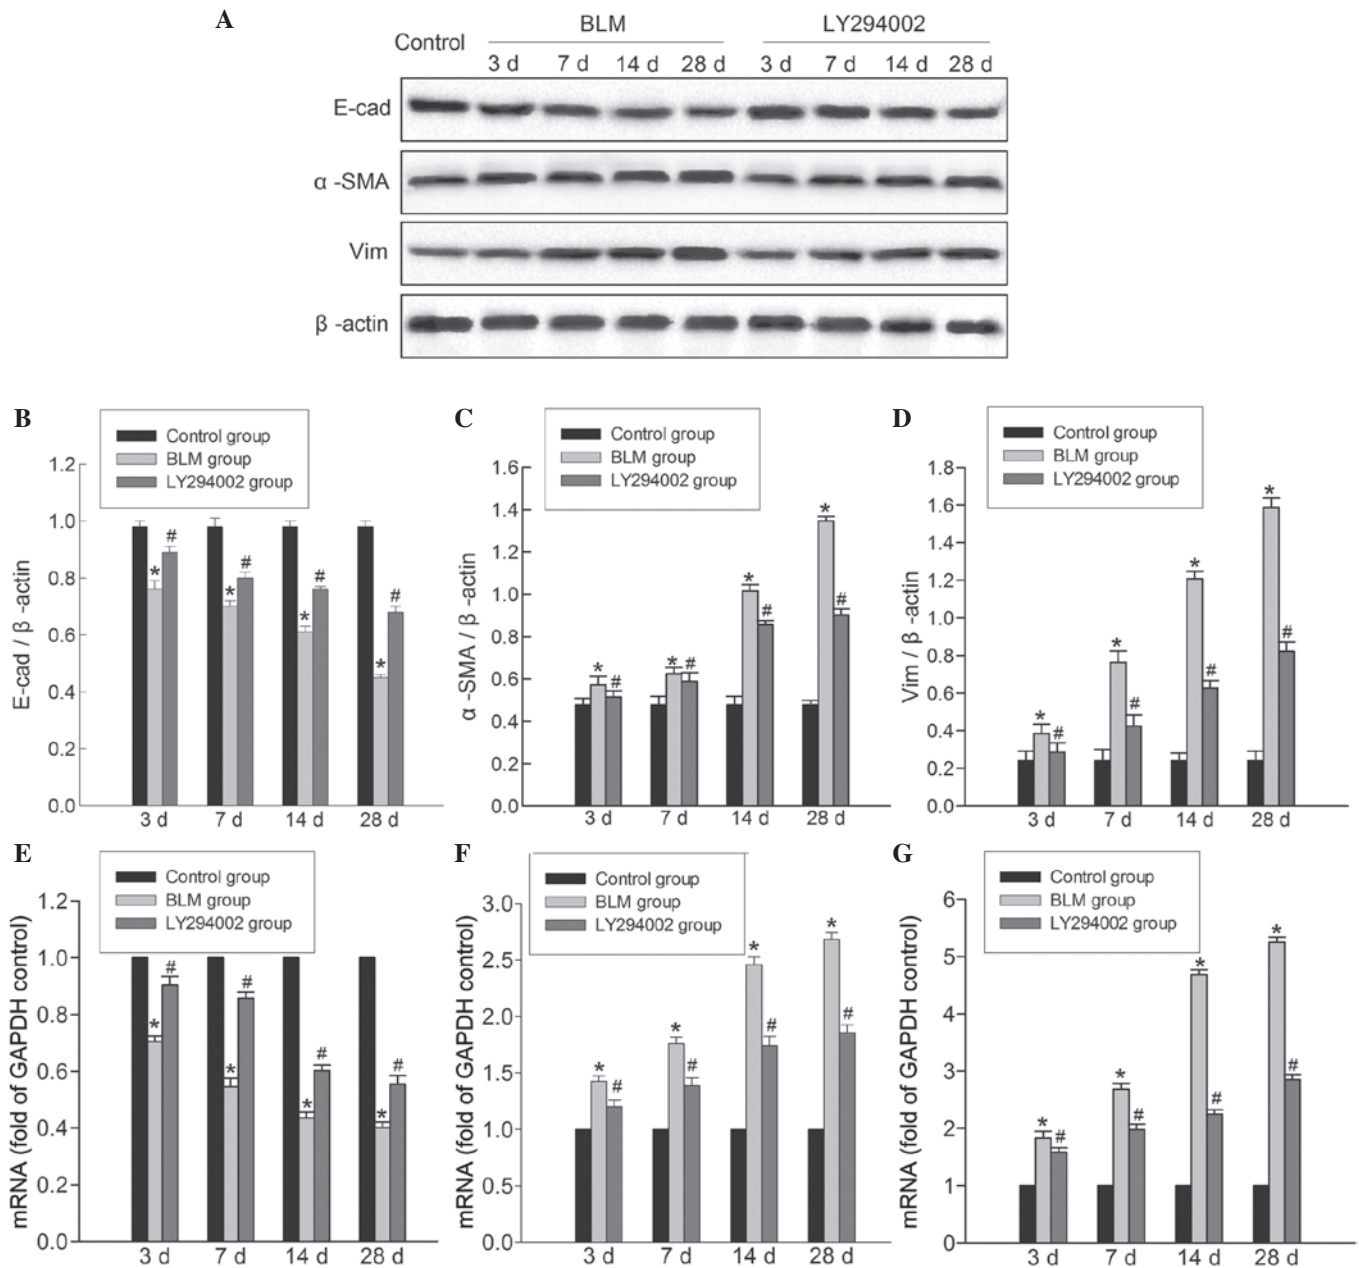 A
BLM
LY294002
Control
3 d 7 d 14 d 28 d 3 d 7 d 14 d 28 d
E-cad
α -SMA
Vim
β -actin
B
Control group
BLM group
LY294002 group
E-cad / β -actin
1.2
1.0
0.8
0.6
0.4
0.2
0.0
* # * # * # * #
3 d 7 d 14 d 28 d
C
Control group
BLM group
LY294002 group
α -SMA / β -actin
1.6
1.4
1.2
1.0
0.8
0.6
0.4
0.2
0.0
* # * # * # * #
3 d 7 d 14 d 28 d
D
Control group
BLM group
LY294002 group
Vim / β -actin
1.8
1.6
1.4
1.2
1.0
0.8
0.6
0.4
0.2
0.0
* # * # * # * #
3 d 7 d 14 d 28 d
E
Control group
BLM group
LY294002 group
mRNA (fold of GAPDH control)
1.2
1.0
0.8
0.6
0.4
0.2
0.0
* # * # * # * #
3 d 7 d 14 d 28 d
F
Control group
BLM group
LY294002 group
mRNA (fold of GAPDH control)
3.0
2.5
2.0
1.5
1.0
0.5
0.0
* # * # * # * #
3 d 7 d 14 d 28 d
G
Control group
BLM group
LY294002 group
mRNA (fold of GAPDH control)
6
5
4
3
2
1
0
* # * # * # * #
3 d 7 d 14 d 28 d